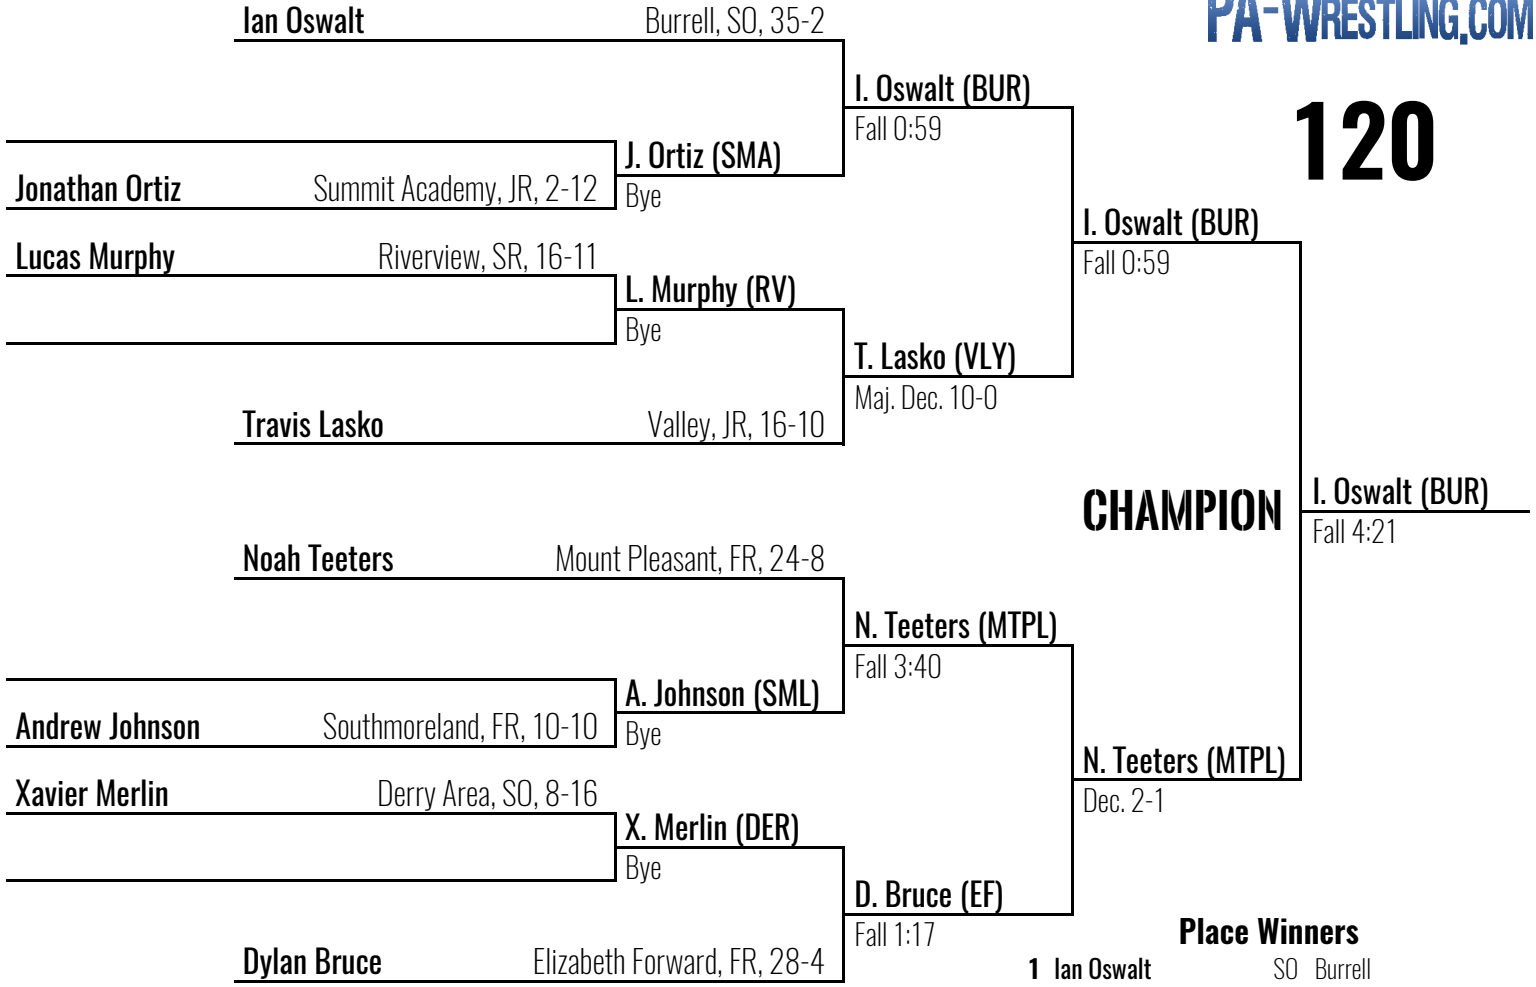 PA-WRESTLING.COM
Ian Oswalt Burrell, SO, 35-2
I. Oswalt (BUR)
Fall 0:59
120
J. Ortiz (SMA)
Bye
Jonathan Ortiz Summit Academy, JR, 2-12
I. Oswalt (BUR)
Fall 0:59
Lucas Murphy Riverview, SR, 16-11
L. Murphy (RV)
Bye
T. Lasko (VLY)
Maj. Dec. 10-0
Travis Lasko Valley, JR, 16-10
CHAMPION
I. Oswalt (BUR)
Fall 4:21
Noah Teeters Mount Pleasant, FR, 24-8
N. Teeters (MTPL)
Fall 3:40
A. Johnson (SML)
Bye
Andrew Johnson Southmoreland, FR, 10-10
N. Teeters (MTPL)
Dec. 2-1
Xavier Merlin Derry Area, SO, 8-16
X. Merlin (DER)
Bye
D. Bruce (EF)
Fall 1:17
Dylan Bruce Elizabeth Forward, FR, 28-4
Place Winners
1 Ian Oswalt SO Burrell